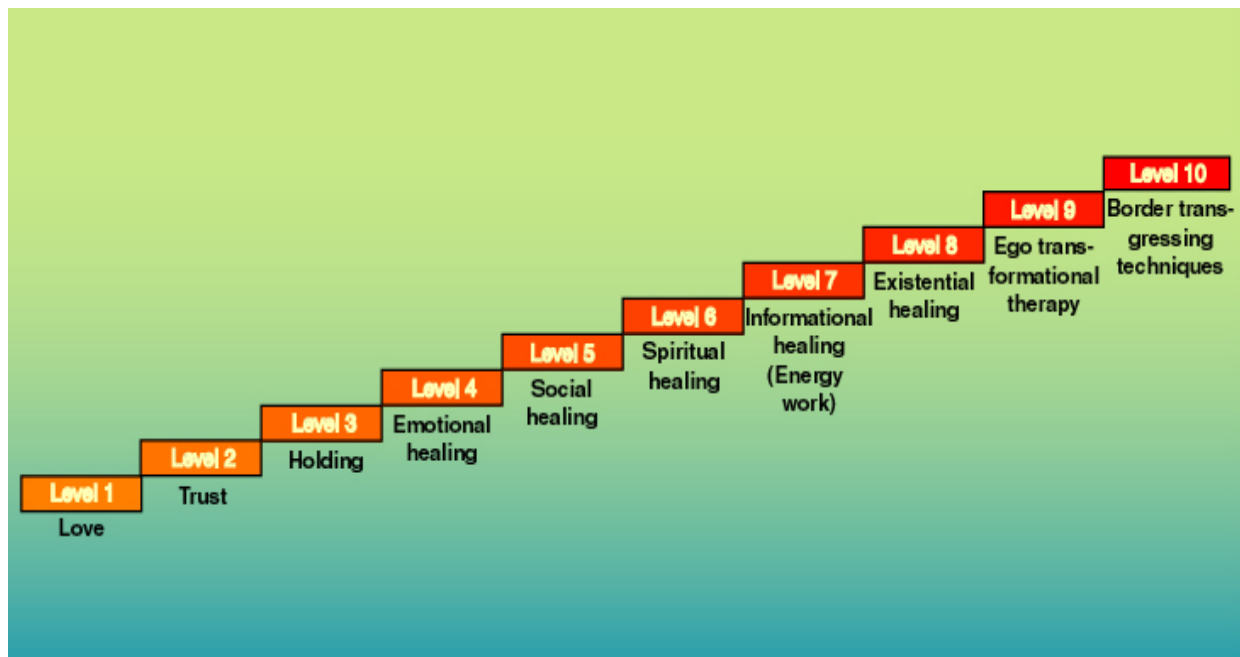 Level 1
Love
Level 2
Trust
Level 3
Holding
Level 4
Emotional
healing
Level 5
Social
healing
Level 6
Spiritual
healing
Level 7
Informational
healing
(Energy
work)
Level 8
Existential
healing
Level 9
Ego trans-
formational
therapy
Level 10
Border trans-
gressing
techniques